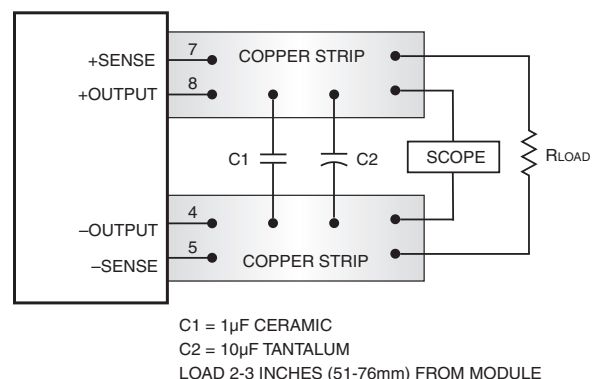 +SENSE 7 COPPER STRIP
+OUTPUT 8
C1 C2 SCOPE RLOAD
–OUTPUT 4
–SENSE 5 COPPER STRIP
C1 = 1µF CERAMIC
C2 = 10µF TANTALUM
LOAD 2-3 INCHES (51-76mm) FROM MODULE